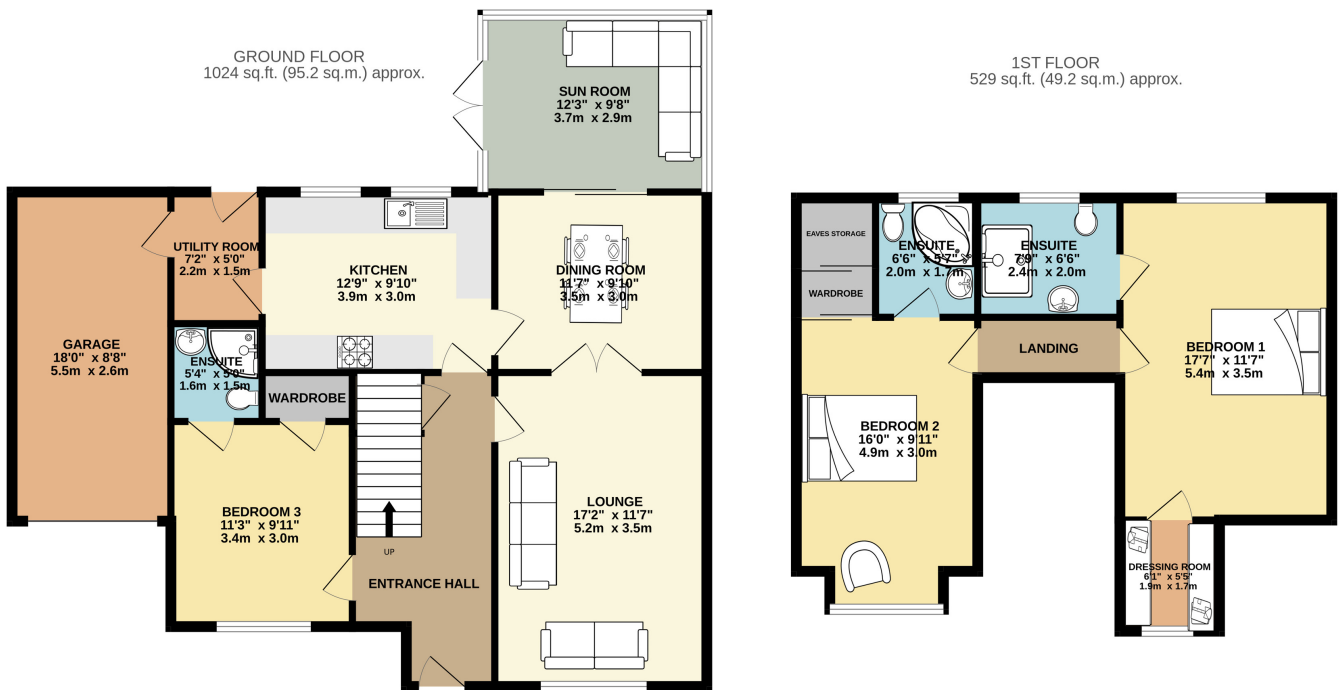 GROUND FLOOR
1024 sq.ft. (95.2 sq.m.) approx.
SUN ROOM
12'3" x 9'8"
3.7m x 2.9m
UTILITY ROOM
7'2" x 5'0"
2.2m x 1.5m
KITCHEN
12'9" x 9'10"
3.9m x 3.0m
DINING ROOM
11'7" x 9'10"
3.5m x 3.0m
GARAGE
18'0" x 8'8"
5.5m x 2.6m
ENSUITE
5'4" x 5'0"
1.6m x 1.5m
WARDROBE
BEDROOM 3
11'3" x 9'11"
3.4m x 3.0m
UP
ENTRANCE HALL
LOUNGE
17'2" x 11'7"
5.2m x 3.5m
1ST FLOOR
529 sq.ft. (49.2 sq.m.) approx.
EAVES STORAGE
WARDROBE
ENSUITE
6'6" x 5'7"
2.0m x 1.7m
ENSUITE
7'9" x 6'6"
2.4m x 2.0m
LANDING
BEDROOM 1
17'7" x 11'7"
5.4m x 3.5m
BEDROOM 2
16'0" x 9'11"
4.9m x 3.0m
DRESSING ROOM
6'1" x 5'5"
1.9m x 1.7m